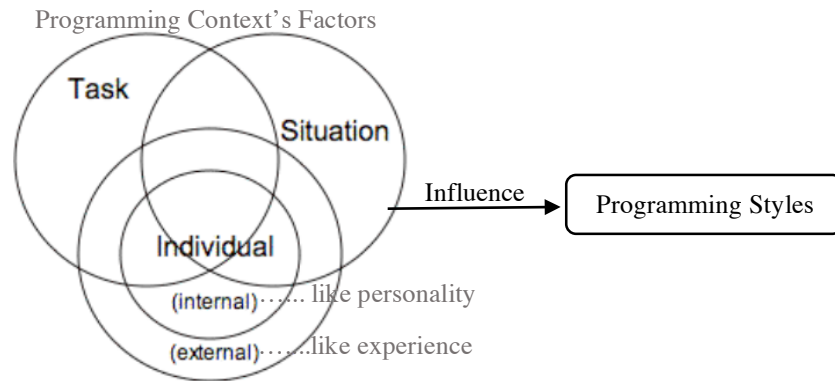 Programming Context's Factors
Task
Situation
Influence
Programming Styles
Individual
(internal)...... like personality
(external).......like experience